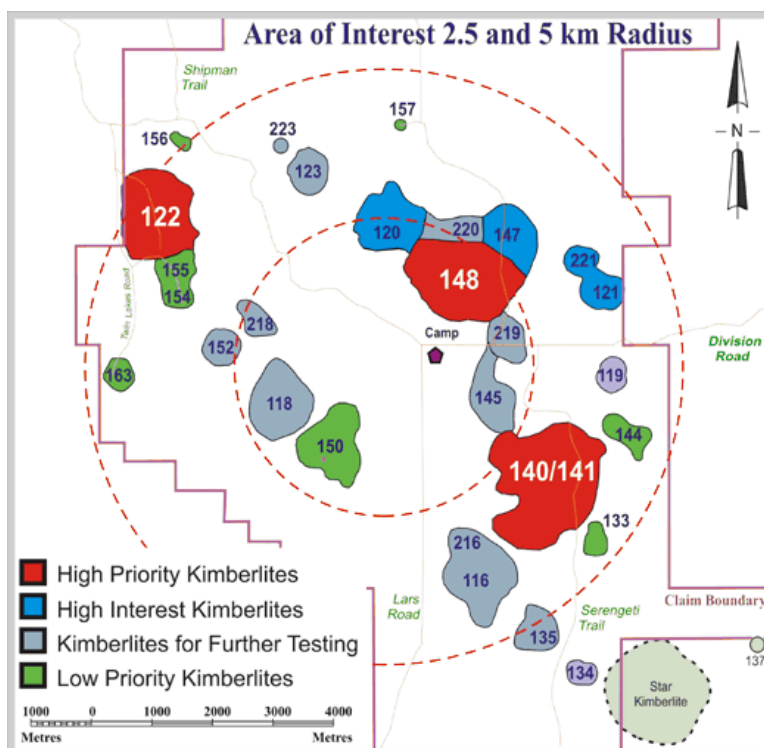 Area of Interest 2.5 and 5 km Radius
Shipman
Trail
N
156
223
157
123
122
120
220
147
148
221
121
155
154
Twin Lakes Road
218
152
Camp
219
Division
Road
163
118
145
119
150
144
140/141
133
216
116
135
134
Lars
Road
Serengeti
Trail
Claim Boundary
137
Star
Kimberlite
High Priority Kimberlites
High Interest Kimberlites
Kimberlites for Further Testing
Low Priority Kimberlites
1000 0 1000 2000 3000 4000
Metres Metres